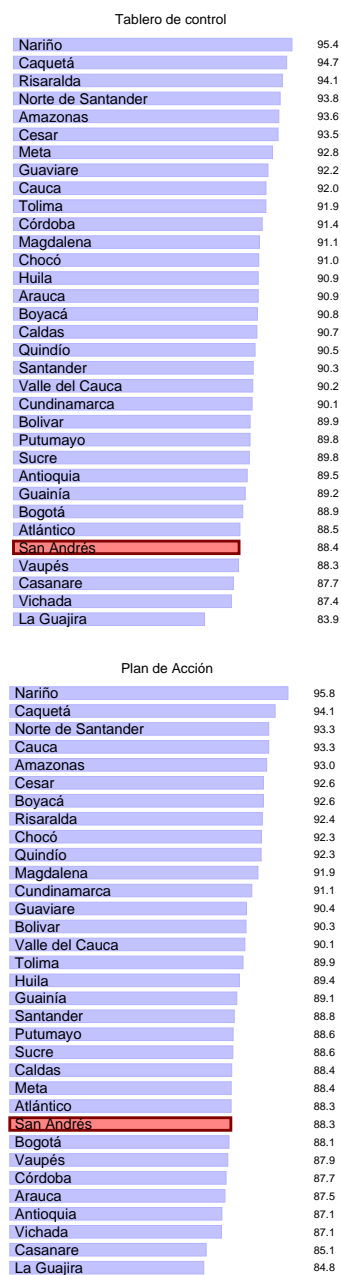 Tablero de control
Nariño 95.4
Caquetá 94.7
Risaralda 94.1
Norte de Santander 93.8
Amazonas 93.6
Cesar 93.5
Meta 92.8
Guaviare 92.2
Cauca 92.0
Tolima 91.9
Córdoba 91.4
Magdalena 91.1
Chocó 91.0
Huila 90.9
Arauca 90.9
Boyacá 90.8
Caldas 90.7
Quindío 90.5
Santander 90.3
Valle del Cauca 90.2
Cundinamarca 90.1
Bolivar 89.9
Putumayo 89.8
Sucre 89.8
Antioquia 89.5
Guainía 89.2
Bogotá 88.9
Atlántico 88.5
San Andrés 88.4
Vaupés 88.3
Casanare 87.7
Vichada 87.4
La Guajira 83.9
Plan de Acción
Nariño 95.8
Caquetá 94.1
Norte de Santander 93.3
Cauca 93.3
Amazonas 93.0
Cesar 92.6
Boyacá 92.6
Risaralda 92.4
Chocó 92.3
Quindío 92.3
Magdalena 91.9
Cundinamarca 91.1
Guaviare 90.4
Bolivar 90.3
Valle del Cauca 90.1
Tolima 89.9
Huila 89.4
Guainía 89.1
Santander 88.8
Putumayo 88.6
Sucre 88.6
Caldas 88.4
Meta 88.4
Atlántico 88.3
San Andrés 88.3
Bogotá 88.1
Vaupés 87.9
Córdoba 87.7
Arauca 87.5
Antioquia 87.1
Vichada 87.1
Casanare 85.1
La Guajira 84.8